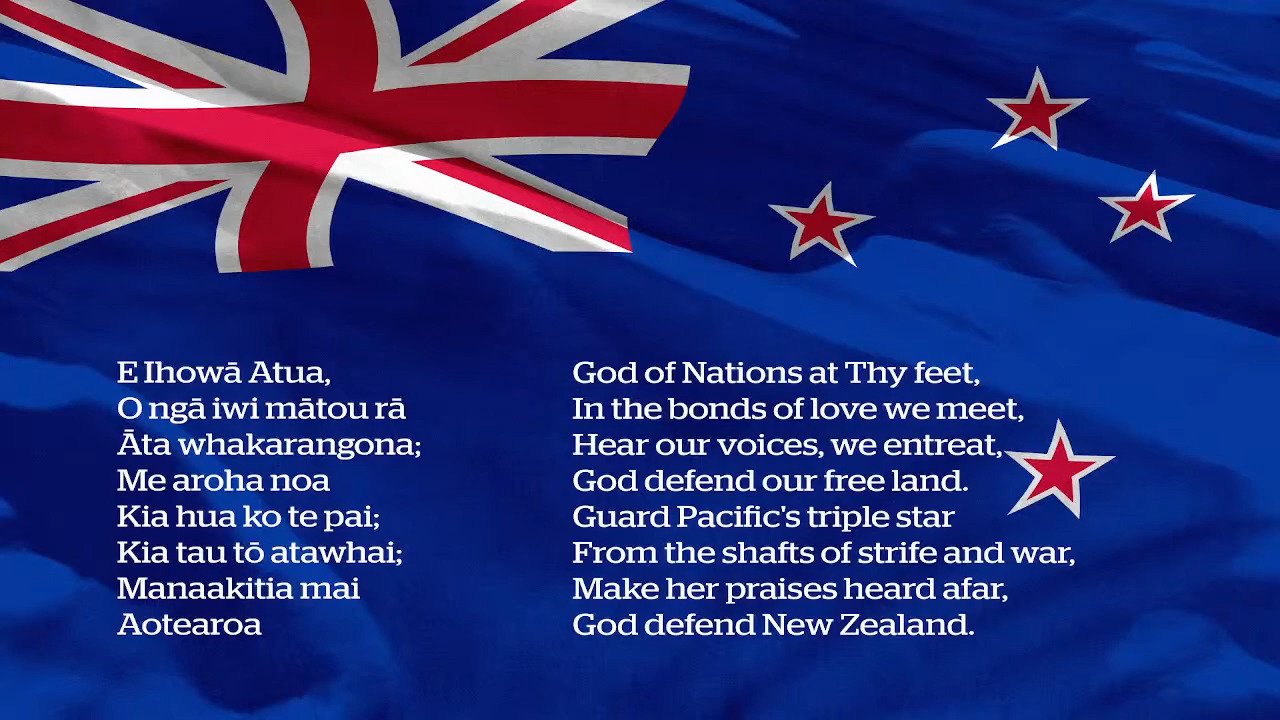 E Ihowā Atua,
O ngā iwi mātou rā
Āta whakarangona;
Me aroha noa
Kia hua ko te pai;
Kia tau tō atawhai;
Manaakitia mai
Aotearoa
God of Nations at Thy feet,
In the bonds of love we meet,
Hear our voices, we entreat,
God defend our free land.
Guard Pacific's triple star
From the shafts of strife and war,
Make her praises heard afar,
God defend New Zealand.